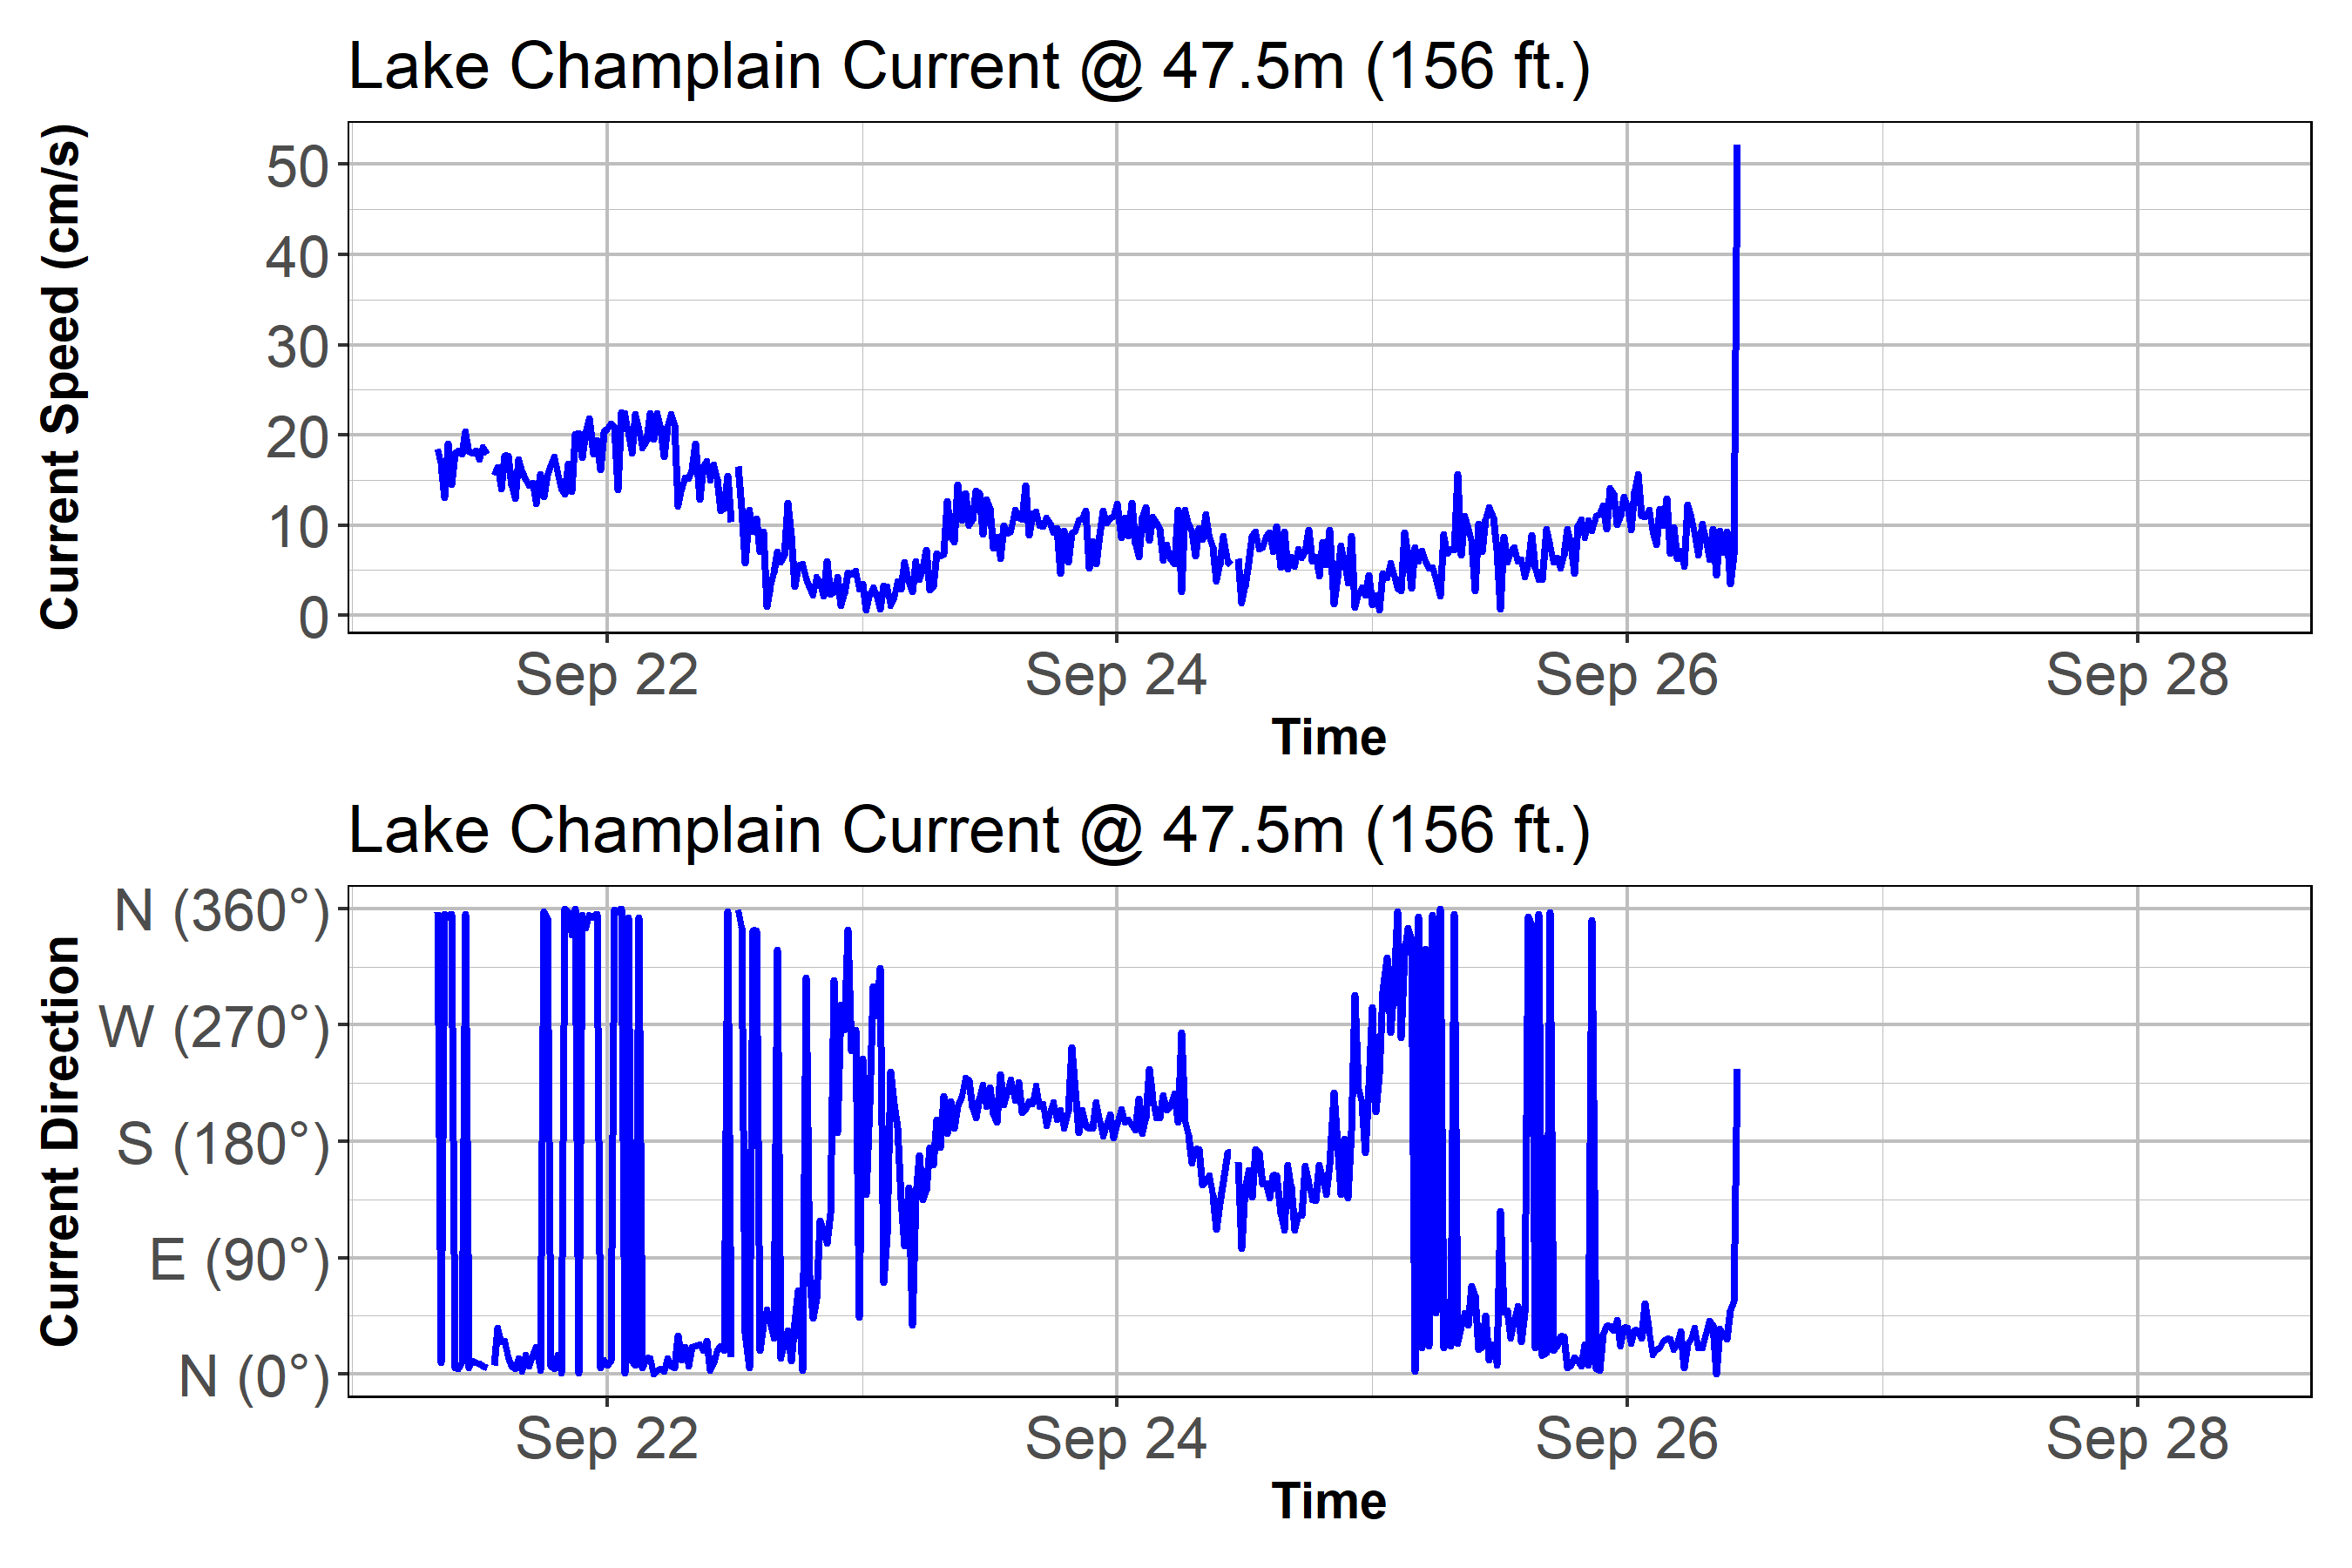 Lake Champlain Current @ 47.5m (156 ft.)
Current Speed (cm/s)
50
40
30
20
10
0
Sep 22 Sep 24 Sep 26 Sep 28
Time
Lake Champlain Current @ 47.5m (156 ft.)
Current Direction
N (360°)
W (270°)
S (180°)
E (90°)
N (0°)
Sep 22 Sep 24 Sep 26 Sep 28
Time